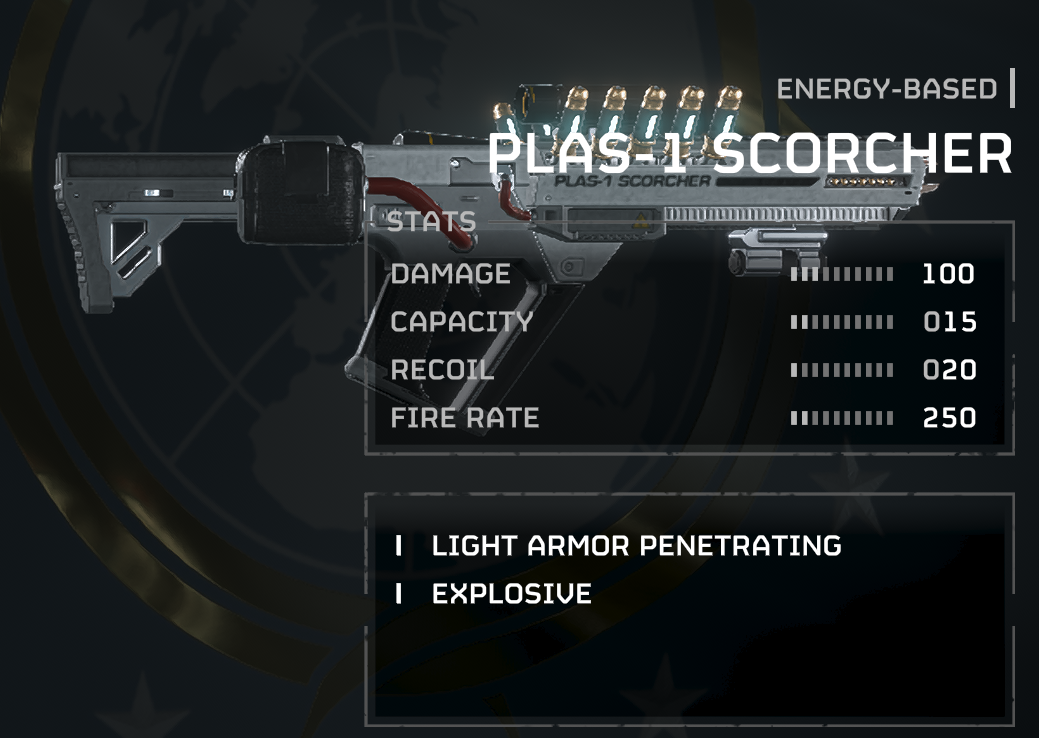 ENERGY-BASED
PLAS-1 SCORCHER
PLAS-1 SCORCHER
STATS
DAMAGE 100
CAPACITY 015
RECOIL 020
FIRE RATE 250
LIGHT ARMOR PENETRATING
EXPLOSIVE